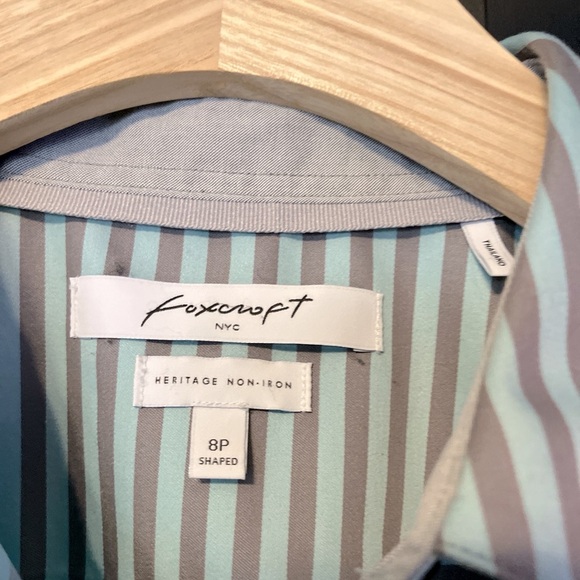 Foxcroft
NYC
HERITAGE NON-IRON
8P
SHAPED
THAILAND